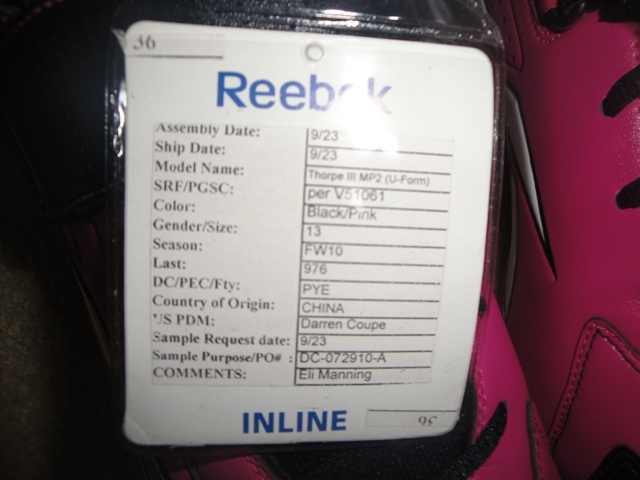 36
Reebok
Assembly Date: 9/23
Ship Date: 9/23
Model Name: Thorpe III MP2 (U-Form)
SRF/PGSC: per V51061
Color: Black/Pink
Gender/Size: 13
Season: FW10
Last: 976
DC/PEC/Fty: PYE
Country of Origin: CHINA
US PDM: Darren Coupe
Sample Request date: 9/23
Sample Purpose/PO# : DC-072910-A
COMMENTS: Eli Manning
INLINE